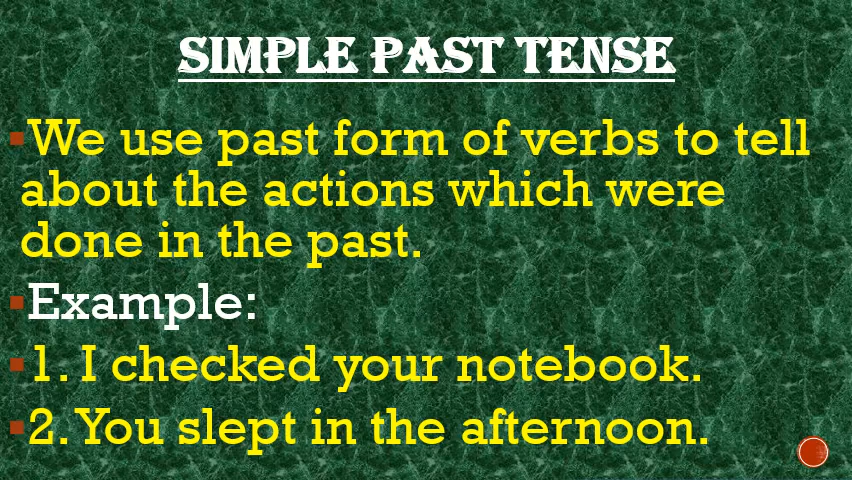 SIMPLE PAST TENSE
We use past form of verbs to tell
about the actions which were
done in the past.
Example:
1. I checked your notebook.
2. You slept in the afternoon.